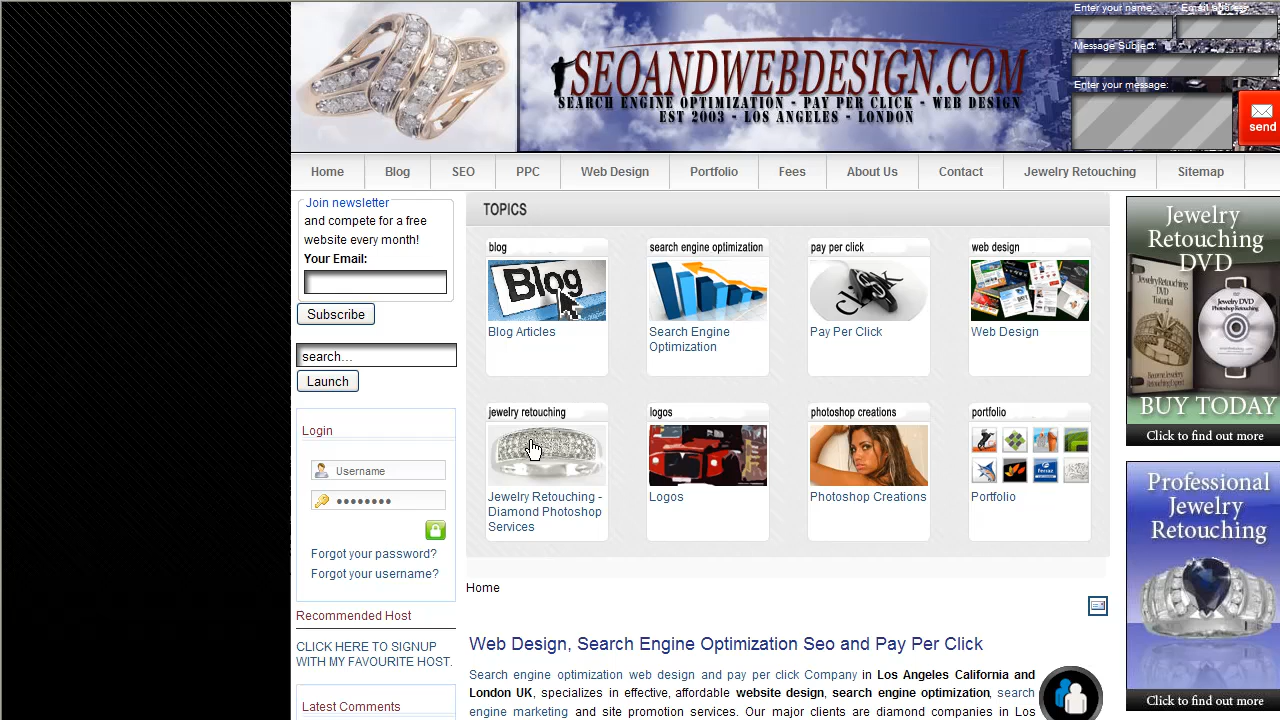 SEOANDWEBDESIGN.COM
SEARCH ENGINE OPTIMIZATION - PAY PER CLICK - WEB DESIGN
EST 2003 - LOS ANGELES - LONDON
Enter your name:
Email address:
Message Subject:
Enter your message:
send
Home
Blog
SEO
PPC
Web Design
Portfolio
Fees
About Us
Contact
Jewelry Retouching
Sitemap
Join newsletter
and compete for a free
website every month!
Your Email:
Subscribe
search...
Launch
Login
Username
Forgot your password?
Forgot your username?
Recommended Host
CLICK HERE TO SIGNUP
WITH MY FAVOURITE HOST.
Latest Comments
TOPICS
blog
Blog
Blog Articles
search engine optimization
Search Engine
Optimization
pay per click
Pay Per Click
web design
Web Design
jewelry retouching
Jewelry Retouching -
Diamond Photoshop
Services
logos
Logos
photoshop creations
Photoshop Creations
portfolio
Portfolio
Home
Web Design, Search Engine Optimization Seo and Pay Per Click
Search engine optimization web design and pay per click Company in Los Angeles California and
London UK, specializes in effective, affordable website design, search engine optimization, search
and site promotion services. Our major clients are diamond companies in Los
Jewelry
Retouching
DVD
Jewelry DVD
Photoshop Retouching
BUY TODAY
Click to find out more
Professional
Jewelry
Retouching
Click to find out more